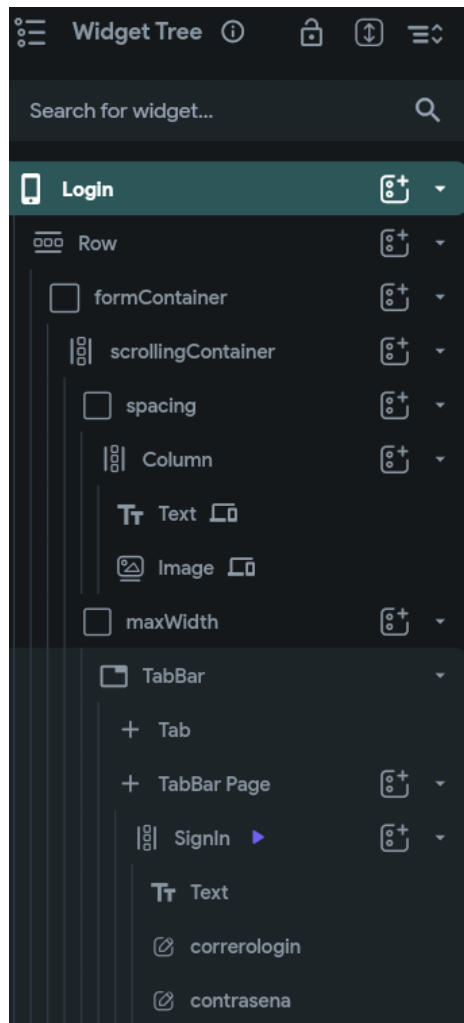 Widget Tree
Search for widget...
Login
Row
formContainer
scrollingContainer
spacing
Column
Text
Image
maxWidth
TabBar
Tab
TabBar Page
SignIn
Text
correrologin
contrasena